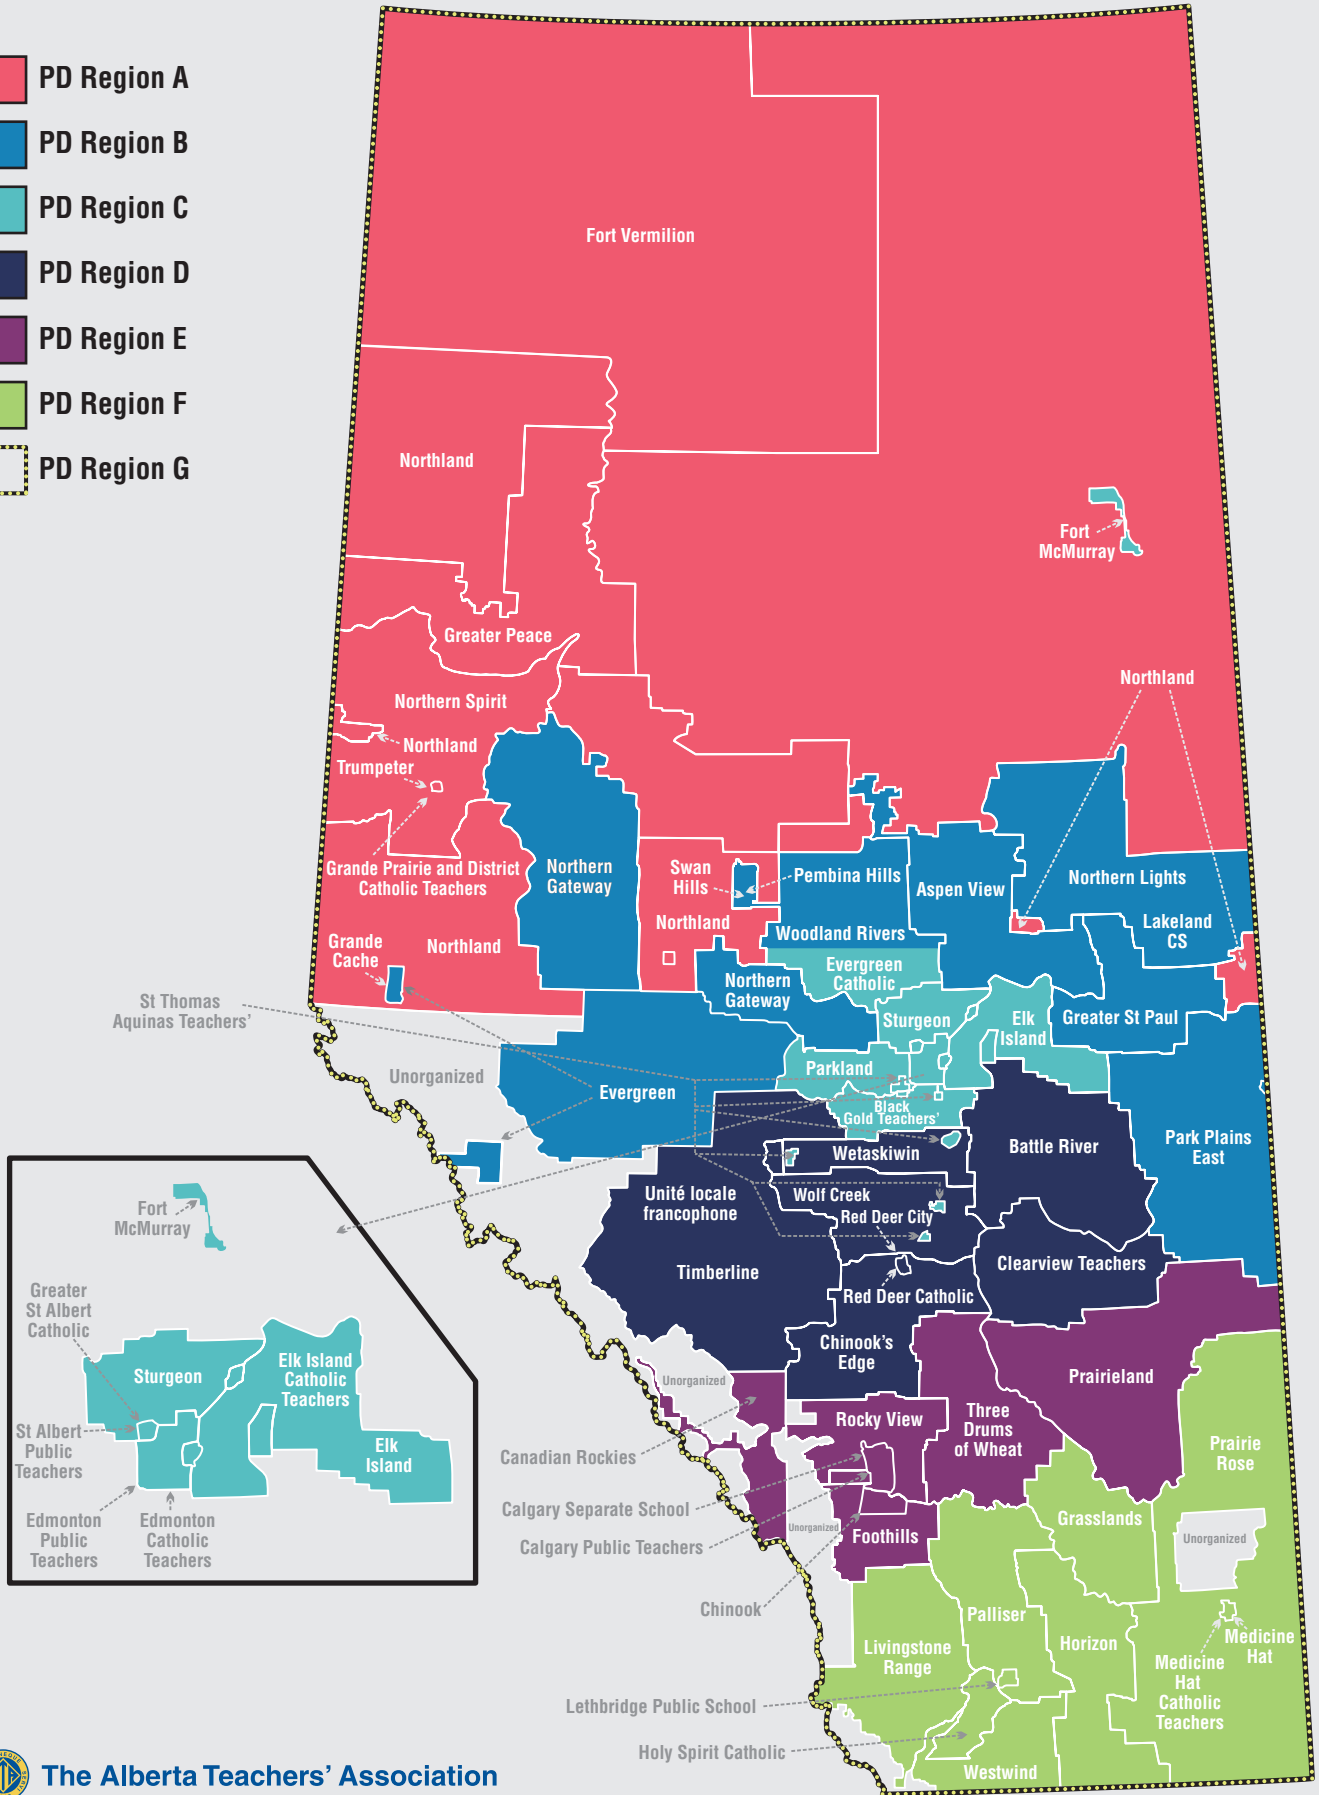 PD Region A
PD Region B
PD Region C
PD Region D
PD Region E
PD Region F
PD Region G
Fort Vermilion
Northland
Fort
McMurray
Greater Peace
Northland
Northern Spirit
Northland
Trumpeter
Grande Prairie and District
Catholic Teachers
Northern
Gateway
Swan
Hills
Pembina Hills
Aspen View
Northern Lights
Lakeland
CS
Northland
Woodland Rivers
Grande
Cache
Northland
Evergreen
Catholic
Northern
Gateway
St Thomas
Aquinas Teachers’
Sturgeon
Elk
Island
Greater St Paul
Unorganized
Parkland
Evergreen
Black
Gold Teachers’
Wetaskiwin
Battle River
Park Plains
East
Unité locale
francophone
Wolf Creek
Red Deer City
Timberline
Clearview Teachers
Red Deer Catholic
Chinook’s
Edge
Unorganized
Prairieland
Rocky View
Three
Drums
of Wheat
Canadian Rockies
Prairie
Rose
Calgary Separate School
Grasslands
Unorganized
Foothills
Unorganized
Calgary Public Teachers
Chinook
Palliser
Horizon
Livingstone
Range
Medicine
Hat
Medicine
Hat
Catholic
Teachers
Lethbridge Public School
Holy Spirit Catholic
Westwind
Fort
McMurray
Greater
St Albert
Catholic
Sturgeon
Elk Island
Catholic
Teachers
St Albert
Public
Teachers
Elk
Island
Edmonton
Public
Teachers
Edmonton
Catholic
Teachers
The Alberta Teachers’ Association